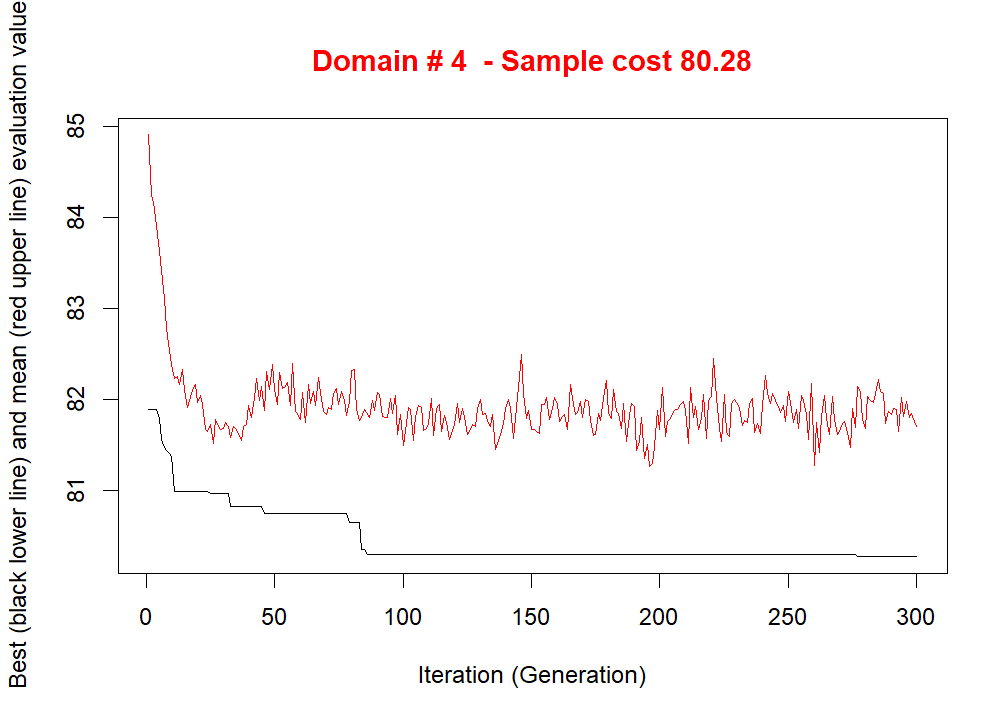 Domain # 4  - Sample cost 80.28
Best (black lower line) and mean (red upper line) evaluation value
85
84
83
82
81
0 50 100 150 200 250 300
Iteration (Generation)